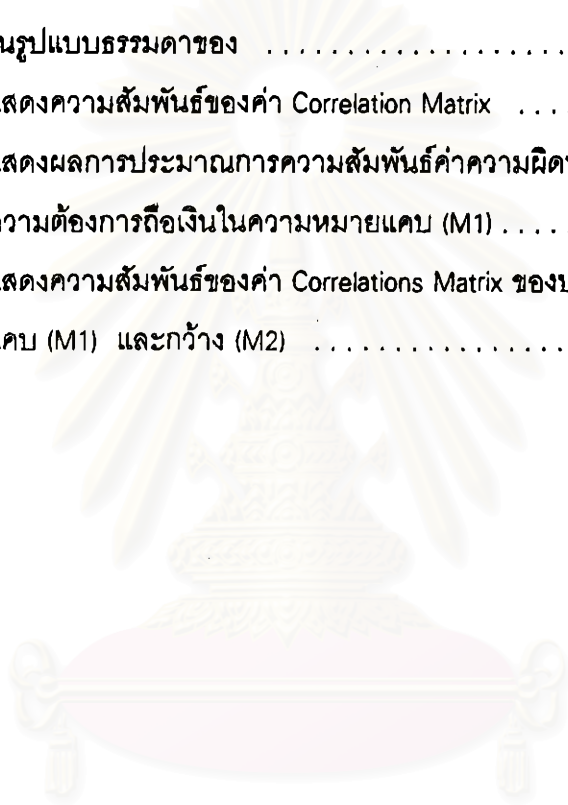 นรูปแบบธรรมดาของ ....................
สดงความสัมพันธ์ของค่า Correlation Matrix ....
สดงผลการประมาณการความสัมพันธ์ค่าความผิด
ความต้องการถือเงินในความหมายแคบ (M1) .....
สดงความสัมพันธ์ของค่า Correlations Matrix ของ
คบ (M1) และกว้าง (M2) .................